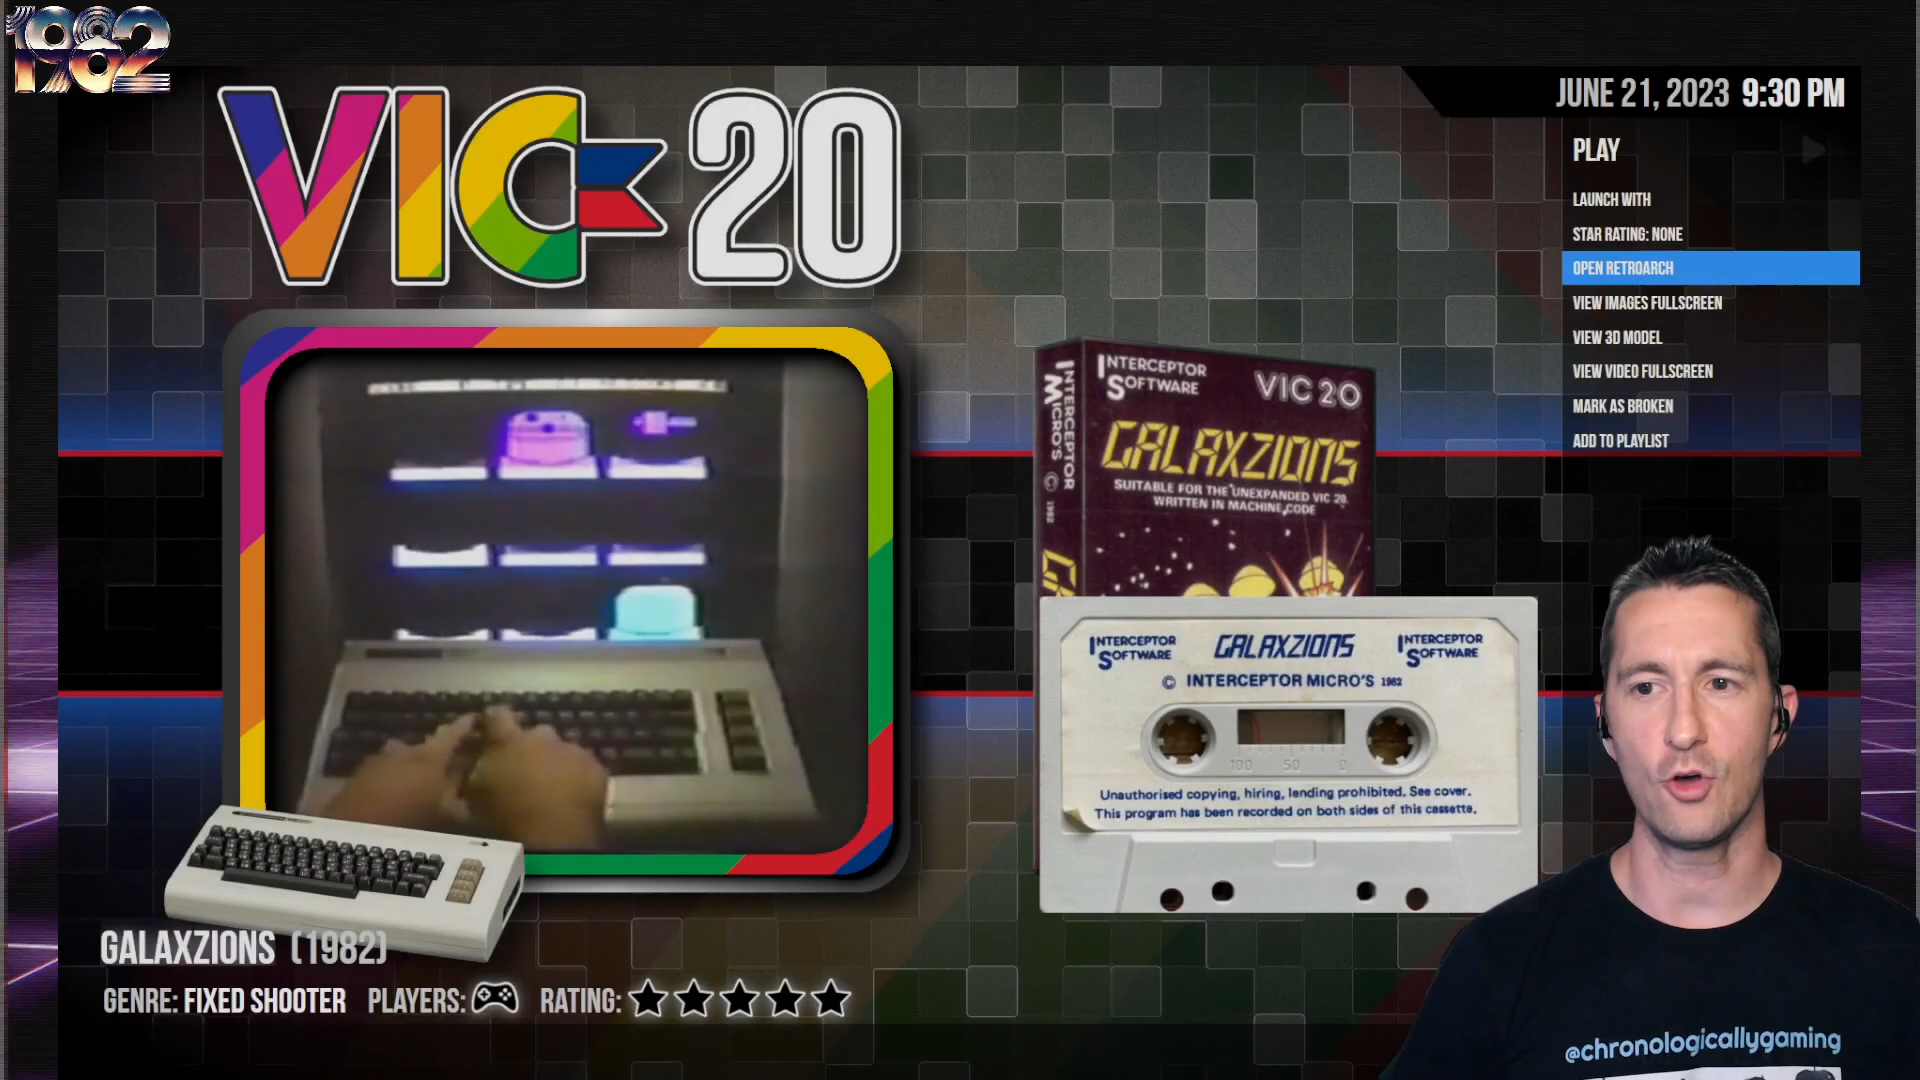 1982
JUNE 21, 2023 9:30 PM
VIC 20
PLAY
LAUNCH WITH
STAR RATING: NONE
OPEN RETROARCH
VIEW IMAGES FULLSCREEN
VIEW 3D MODEL
VIEW VIDEO FULLSCREEN
MARK AS BROKEN
ADD TO PLAYLIST
INTERCEPTOR
SOFTWARE
VIC 20
GALAXZIONS
SUITABLE FOR THE UNEXPANDED VIC 20.
WRITTEN IN MACHINE CODE
INTERCEPTOR
MICRO'S © 1982
G
INTERCEPTOR
SOFTWARE
GALAXZIONS
INTERCEPTOR
SOFTWARE
© INTERCEPTOR MICRO'S 1982
100 50 0
Unauthorised copying, hiring, lending prohibited. See cover.
This program has been recorded on both sides of this cassette.
GALAXZIONS (1982)
GENRE: FIXED SHOOTER PLAYERS: RATING:
@chronologicallygaming